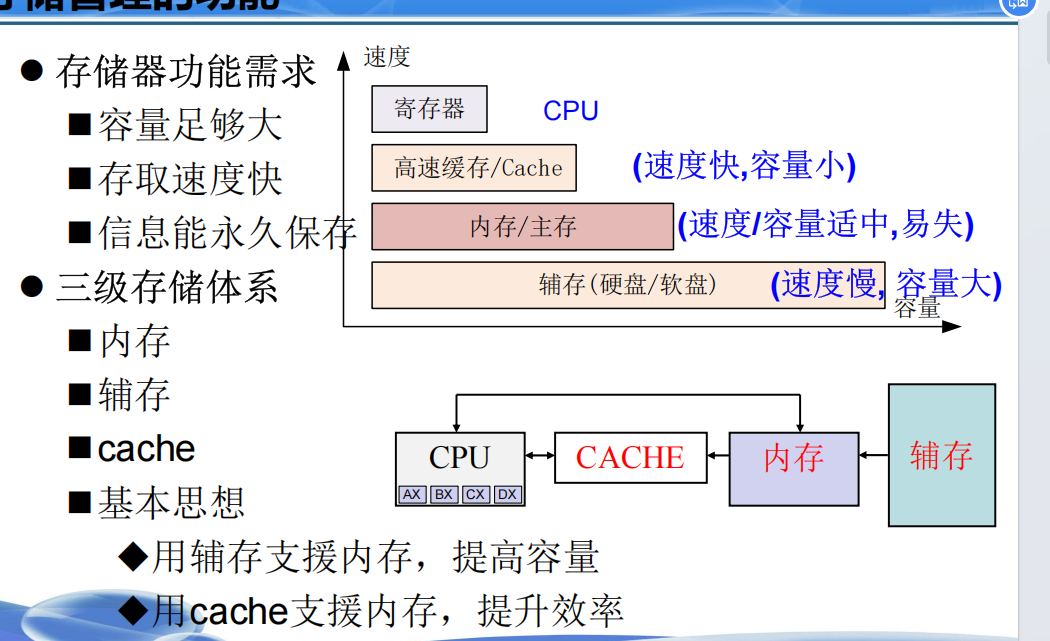 存储管理的功能
● 存储器功能需求
■容量足够大
■存取速度快
■信息能永久保存
● 三级存储体系
■内存
■辅存
■cache
■基本思想
◆用辅存支援内存，提高容量
◆用cache支援内存，提升效率
速度
寄存器
CPU
高速缓存/Cache
(速度快,容量小)
内存/主存
(速度/容量适中,易失)
辅存(硬盘/软盘)
(速度慢, 容量大)
容量
CPU
AX BX CX DX
CACHE
内存
辅存